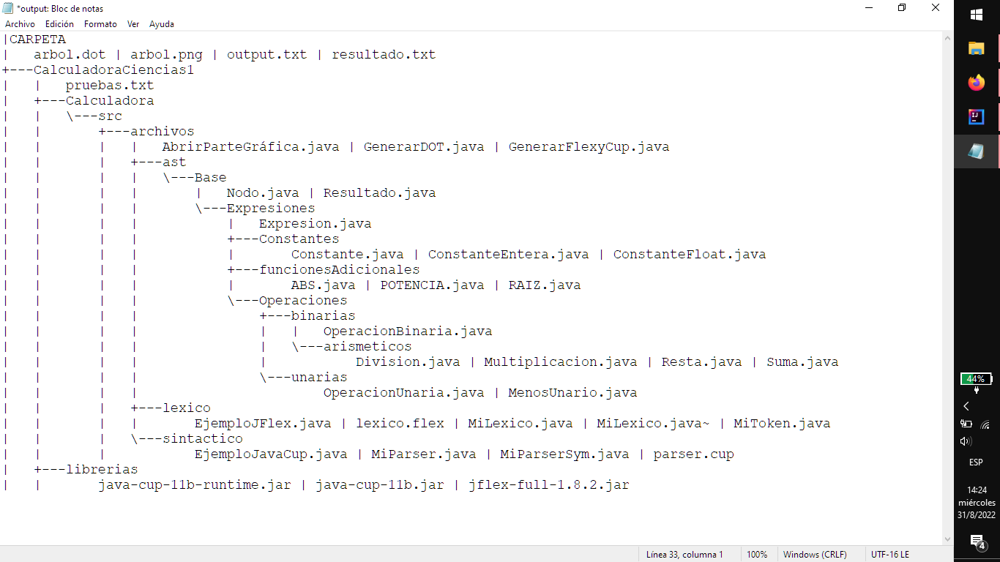 *output: Bloc de notas
Archivo Edición Formato Ver Ayuda
|CARPETA
|   arbol.dot | arbol.png | output.txt | resultado.txt
+---CalculadoraCiencias1
|   |   pruebas.txt
|   +---Calculadora
|   |   \---src
|   |       +---archivos
|   |       |   |   AbrirParteGráfica.java | GenerarDOT.java | GenerarFlexyCup.java
|   |       |   +---ast
|   |       |   |   \---Base
|   |       |   |       |   Nodo.java | Resultado.java
|   |       |   |       \---Expresiones
|   |       |   |           |   Expresion.java
|   |       |   |           +---Constantes
|   |       |   |           |       Constante.java | ConstanteEntera.java | ConstanteFloat.java
|   |       |   |           +---funcionesAdicionales
|   |       |   |           |       ABS.java | POTENCIA.java | RAIZ.java
|   |       |   |           \---Operaciones
|   |       |   |               +---binarias
|   |       |   |               |   |   OperacionBinaria.java
|   |       |   |               |   \---arismeticos
|   |       |   |               |           Division.java | Multiplicacion.java | Resta.java | Suma.java
|   |       |   |               \---unarias
|   |       |   |                       OperacionUnaria.java | MenosUnario.java
|   |       |   +---lexico
|   |       |   |       EjemploJFlex.java | lexico.flex | MiLexico.java | MiLexico.java~ | MiToken.java
|   |       |   \---sintactico
|   |       |           EjemploJavaCup.java | MiParser.java | MiParserSym.java | parser.cup
|   +---librerias
|   |       java-cup-11b-runtime.jar | java-cup-11b.jar | jflex-full-1.8.2.jar
Línea 33, columna 1 100% Windows (CRLF) UTF-16 LE
IJ
44%
ESP
14:24
miércoles
31/8/2022
4